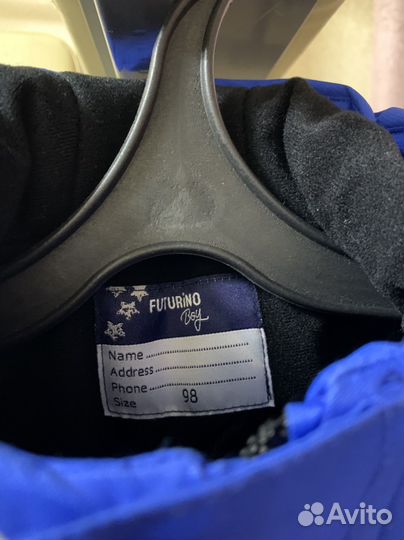 FUTURiNO
Boy
Name
Address
Phone
Size 98
Avito